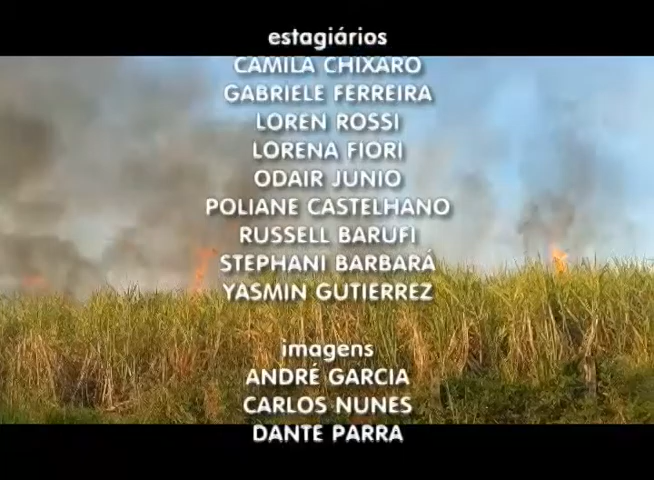 estagiários
CAMILA CHIXARO
GABRIELE FERREIRA
LOREN ROSSI
LORENA FIORI
ODAIR JUNIO
POLIANE CASTELHANO
RUSSELL BARUFI
STEPHANI BARBARÁ
YASMIN GUTIERREZ
imagens
ANDRÉ GARCIA
CARLOS NUNES
DANTE PARRA